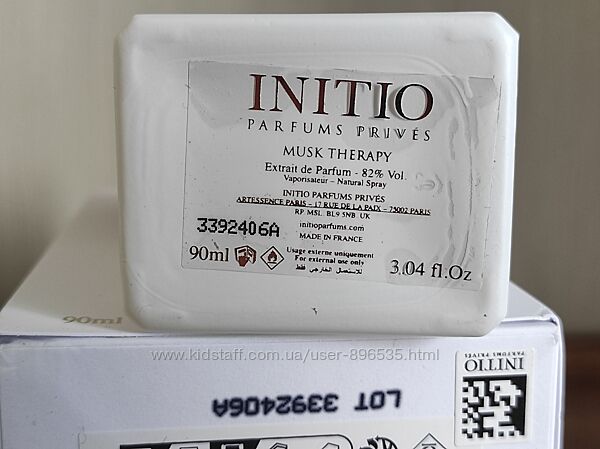 INITIO
PARFUMS PRIVÉS
MUSK THERAPY
Extrait de Parfum - 82% Vol.
Vaporisateur – Natural Spray
INITIO PARFUMS PRIVÉS
ARTESSENCE PARIS - 17 RUE DE LA PAIX - 75002 PARIS
RP MSL BL9 5NB UK
initioparfums.com
3392406A
MADE IN FRANCE
90ml
Usage externe uniquement
For external use only
للاستعمال الخارجي فقط
3.04 fl.Oz
90ml
www.kidstaff.com.ua/user-896535.html
INITIO
PARFUMS PRIVÉS
LOT 3392406A